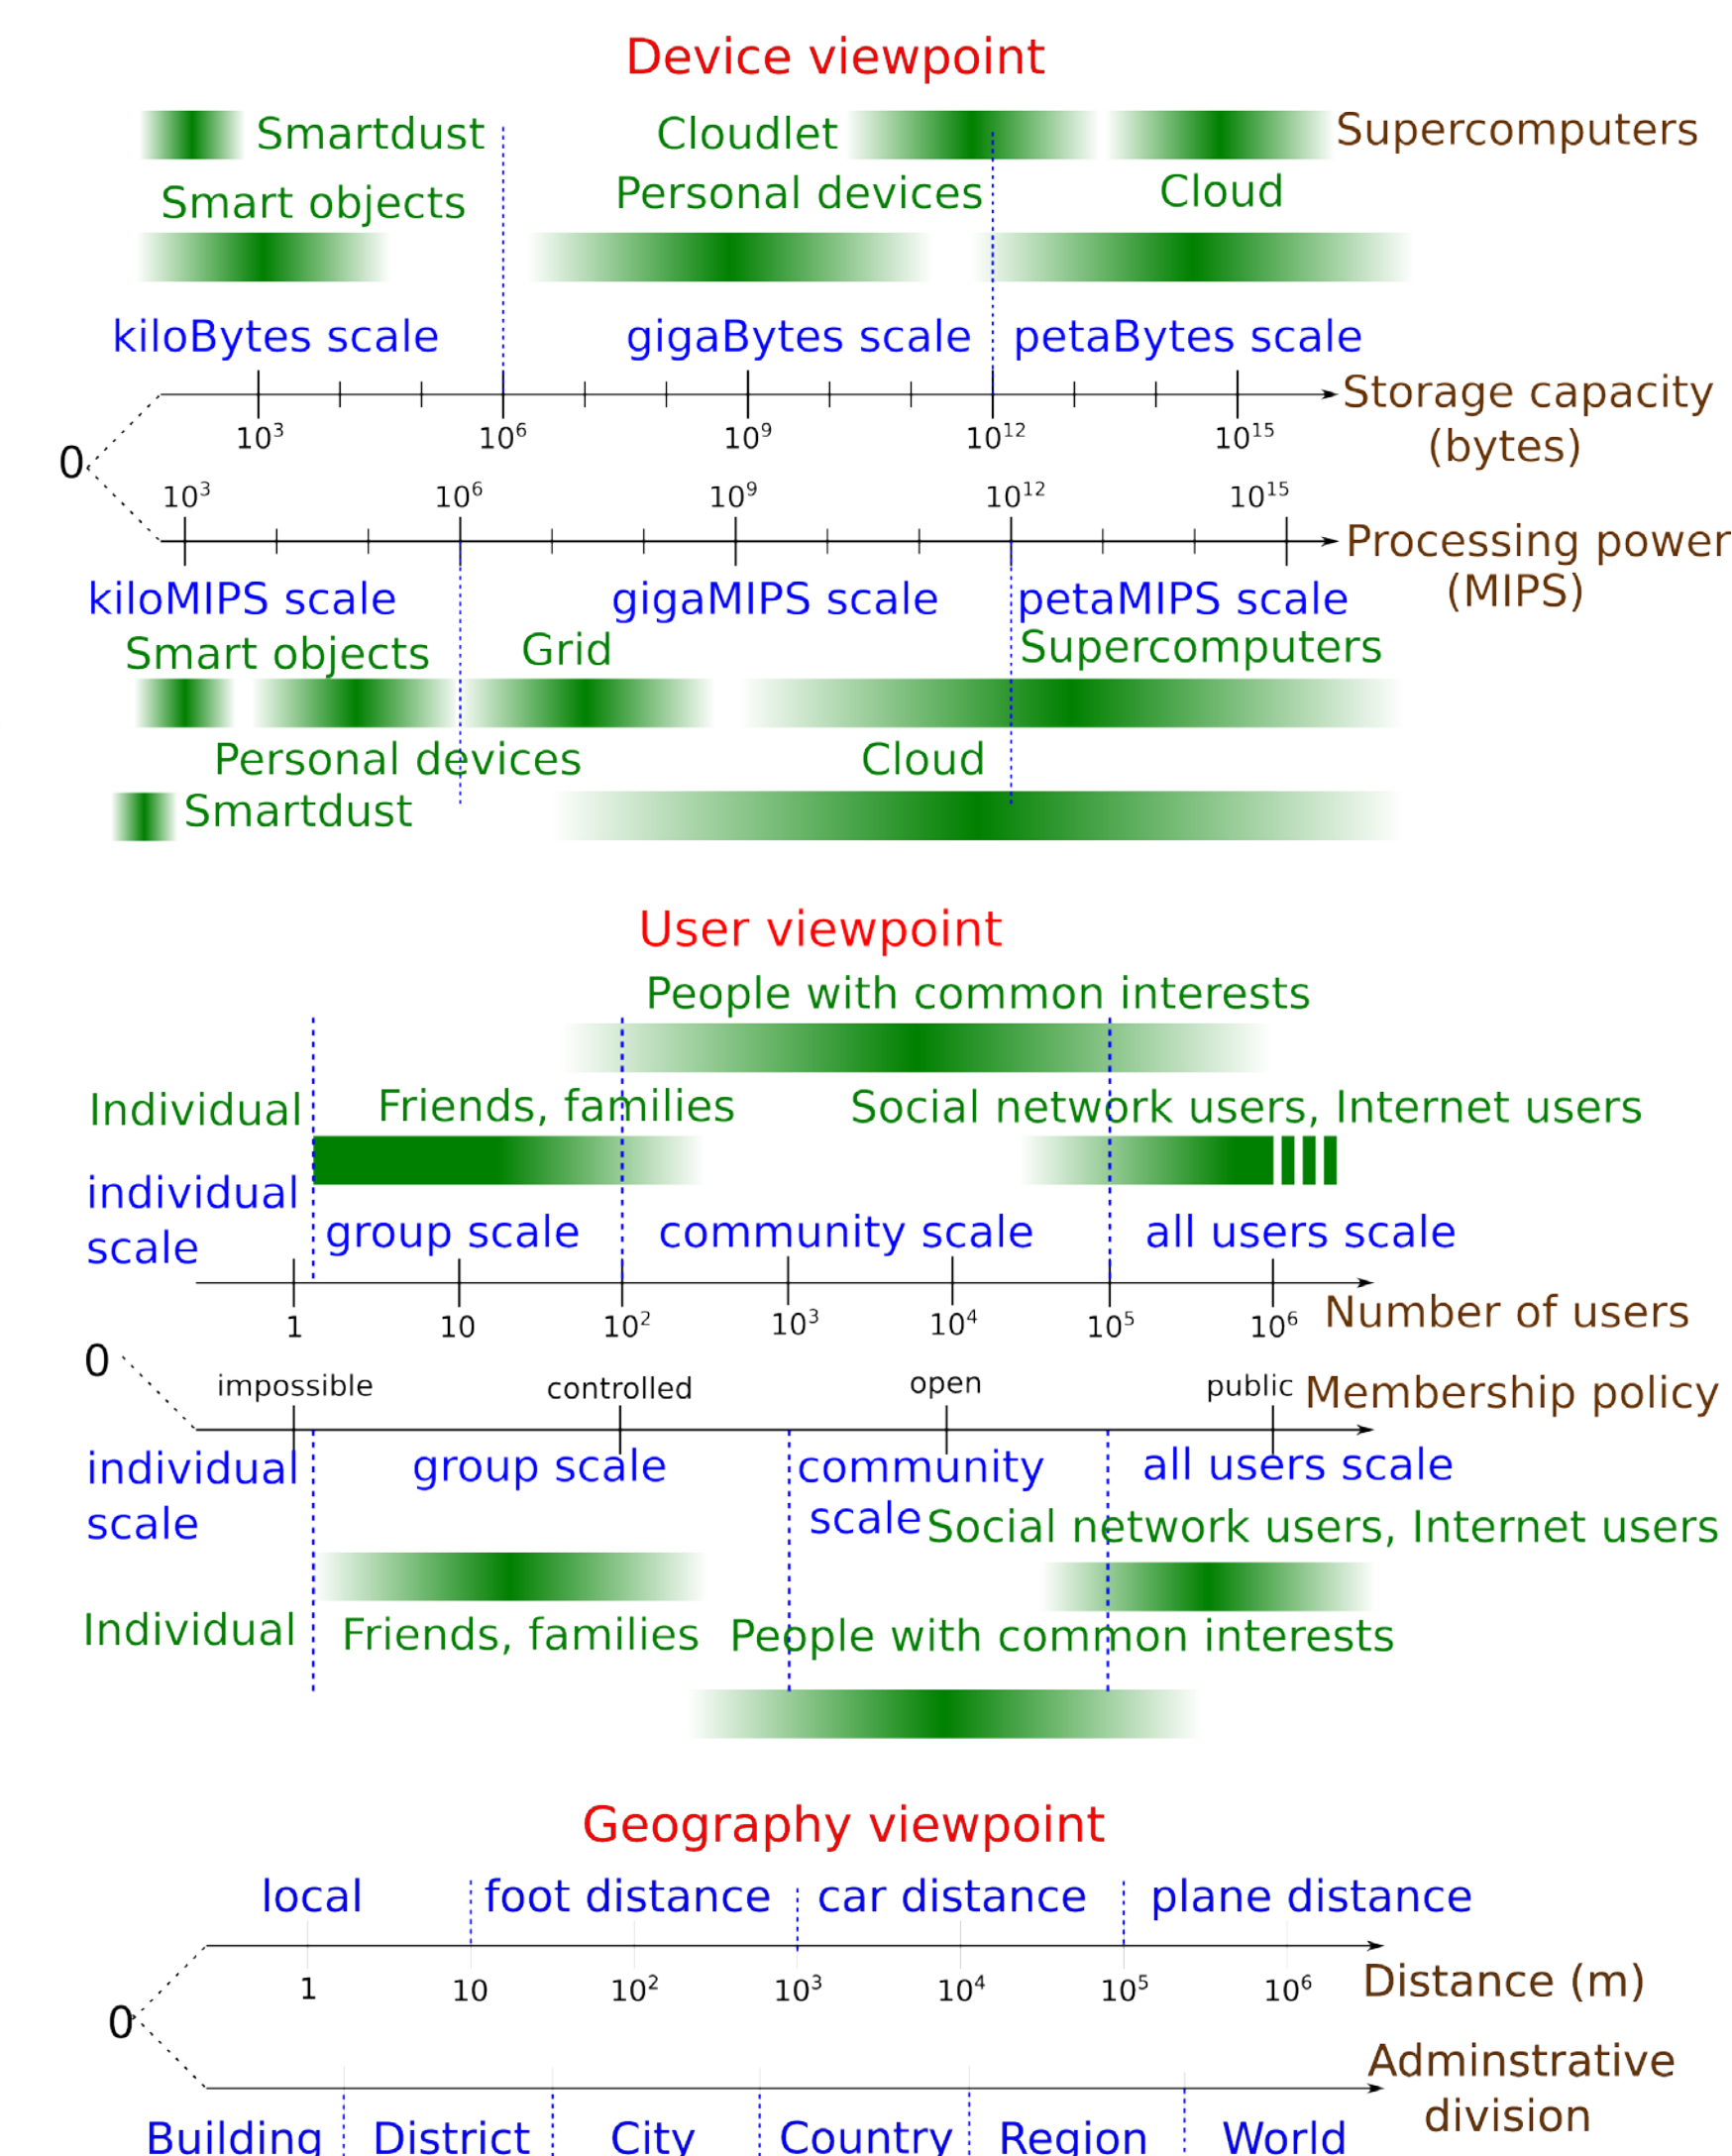 Device viewpoint
Smartdust
Cloudlet
Supercomputers
Smart objects
Personal devices
Cloud
kiloBytes scale
gigaBytes scale
petaBytes scale
Storage capacity
(bytes)
10³
10⁶
10⁹
10¹²
10¹⁵
0
10³
10⁶
10⁹
10¹²
10¹⁵
Processing power
(MIPS)
kiloMIPS scale
gigaMIPS scale
petaMIPS scale
Smart objects
Grid
Supercomputers
Personal devices
Cloud
Smartdust
User viewpoint
People with common interests
Individual
Friends, families
Social network users, Internet users
individual
scale
group scale
community scale
all users scale
1
10
10²
10³
10⁴
10⁵
10⁶
Number of users
0
impossible
controlled
open
public
Membership policy
individual
scale
group scale
community
scale
all users scale
Social network users, Internet users
Individual
Friends, families
People with common interests
Geography viewpoint
local
foot distance
car distance
plane distance
1
10
10²
10³
10⁴
10⁵
10⁶
Distance (m)
0
Adminstrative
division
Building
District
City
Country
Region
World